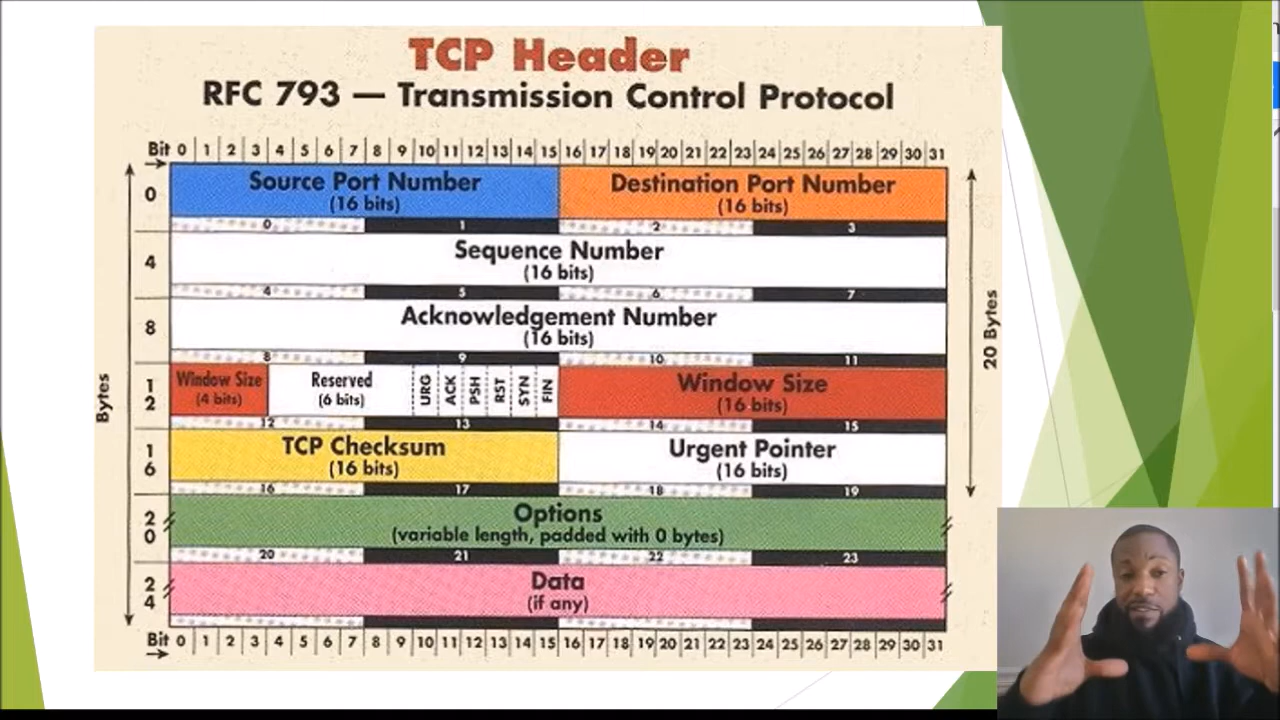 TCP Header
RFC 793 — Transmission Control Protocol
Bit 0 1 2 3 4 5 6 7 8 9 10 11 12 13 14 15 16 17 18 19 20 21 22 23 24 25 26 27 28 29 30 31
0
Source Port Number
(16 bits)
Destination Port Number
(16 bits)
0 1 2 3
4
Sequence Number
(16 bits)
4 5 6 7
8
Acknowledgement Number
(16 bits)
8 9 10 11
12
Window Size
(4 bits)
Reserved
(6 bits)
URG
ACK
PSH
RST
SYN
FIN
Window Size
(16 bits)
12 13 14 15
16
TCP Checksum
(16 bits)
Urgent Pointer
(16 bits)
16 17 18 19
20
Options
(variable length, padded with 0 bytes)
20 21 22 23
24
Data
(if any)
Bit 0 1 2 3 4 5 6 7 8 9 10 11 12 13 14 15 16 17 18 19 20 21 22 23 24 25 26 27 28 29 30 31
Bytes
20 Bytes